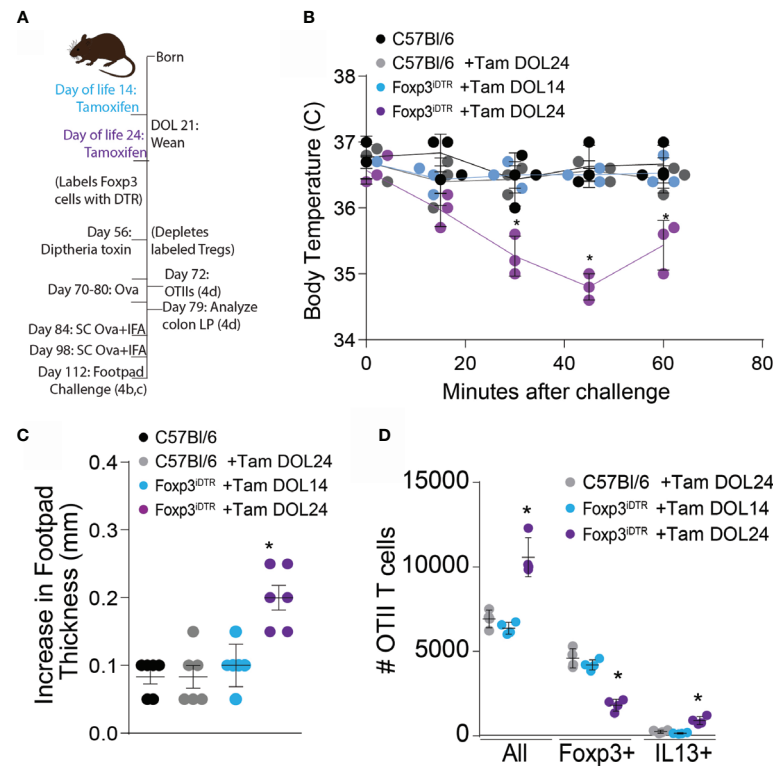 A
Born
Day of life 14:
Tamoxifen
Day of life 24:
Tamoxifen
DOL 21:
Wean
(Labels Foxp3
cells with DTR)
Day 56:
Diptheria toxin
(Depletes
labeled Tregs)
Day 70-80: Ova
Day 72:
OTIIs (4d)
Day 79: Analyze
colon LP (4d)
Day 84: SC Ova+IFA
Day 98: SC Ova+IFA
Day 112: Footpad
Challenge (4b,c)
B
C57Bl/6
C57Bl/6 +Tam DOL24
Foxp3iDTR +Tam DOL14
Foxp3iDTR +Tam DOL24
Body Temperature (C)
38
37
36
35
34
* * *
0 20 40 60 80
Minutes after challenge
C
C57Bl/6
C57Bl/6 +Tam DOL24
Foxp3iDTR +Tam DOL14
Foxp3iDTR +Tam DOL24
Increase in Footpad
Thickness (mm)
0.4
0.3
0.2
0.1
0.0
*
D
C57Bl/6 +Tam DOL24
Foxp3iDTR +Tam DOL14
Foxp3iDTR +Tam DOL24
# OTII T cells
15000
10000
5000
0
* * *
All Foxp3+ IL13+